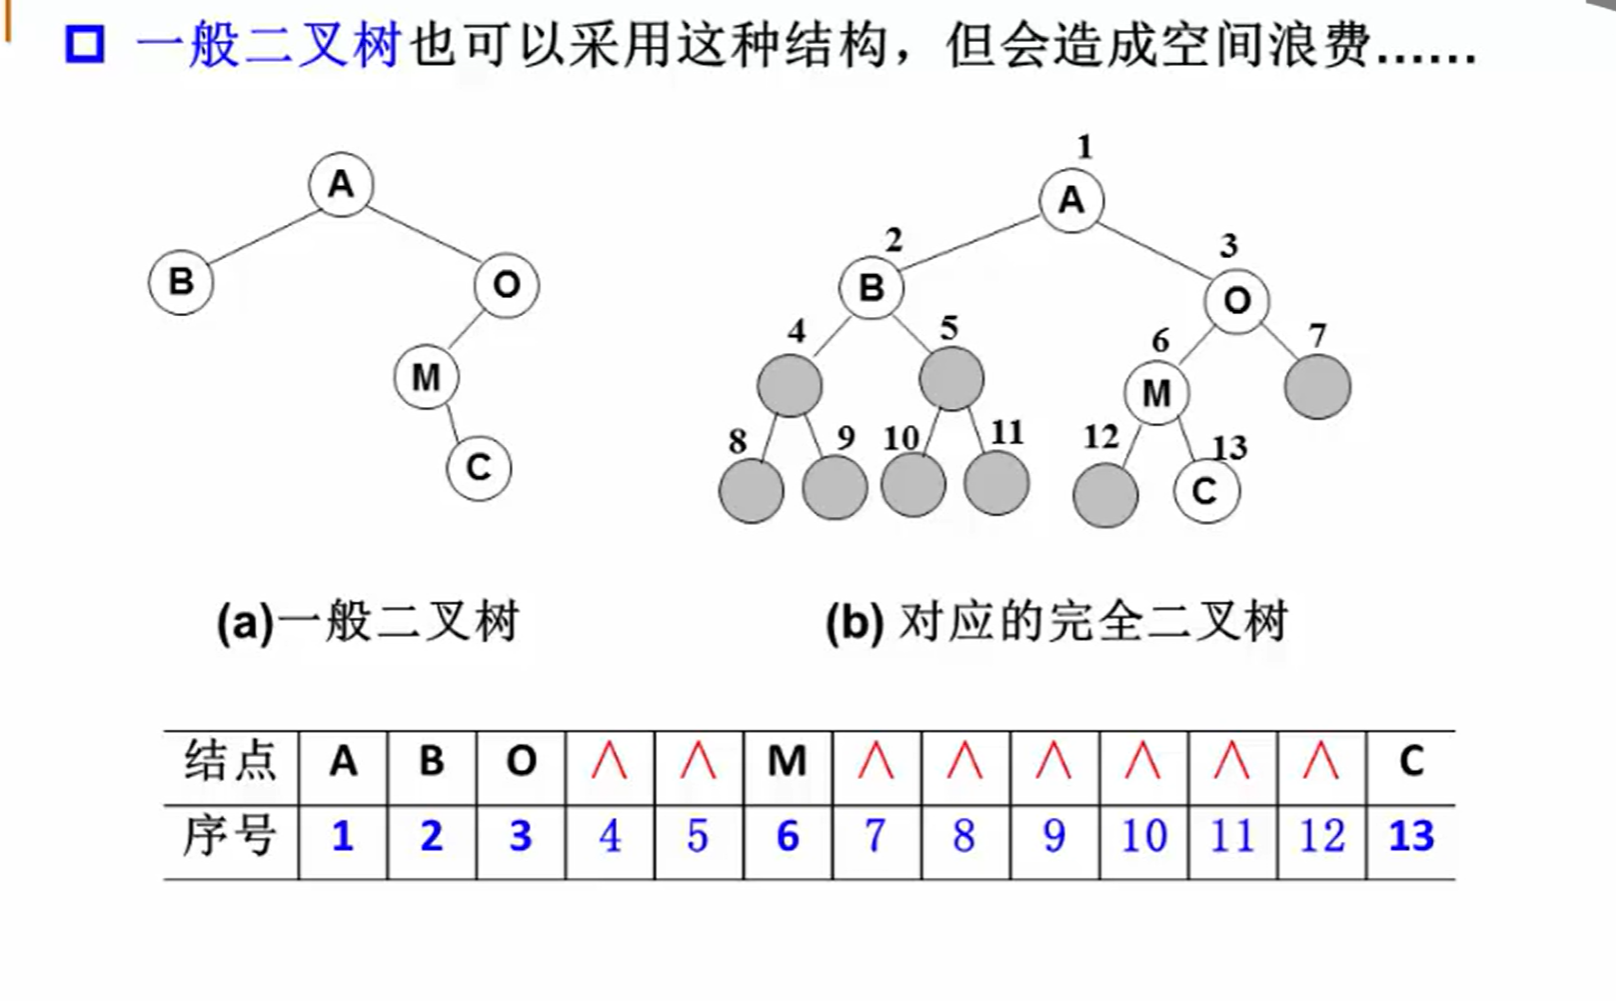 一般二叉树也可以采用这种结构，但会造成空间浪费……
A
B
O
M
C
1
A
2
3
B
O
4
5
6
7
M
8
9
10
11
12
13
C
(a)一般二叉树
(b) 对应的完全二叉树
结点 A B O ∧ ∧ M ∧ ∧ ∧ ∧ ∧ ∧ C
序号 1 2 3 4 5 6 7 8 9 10 11 12 13